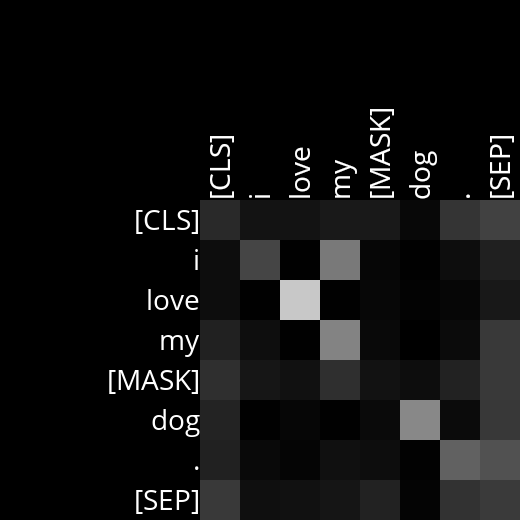 [CLS] i love my [MASK] dog . [SEP]
[CLS]
i
love
my
[MASK]
dog
.
[SEP]